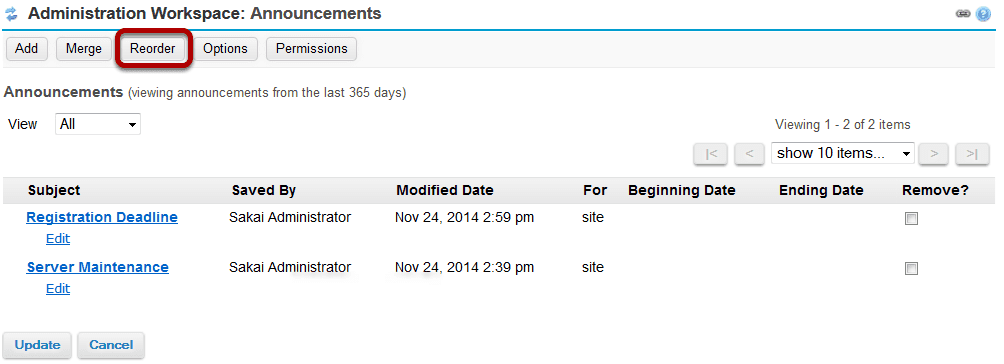 Administration Workspace: Announcements
Add Merge Reorder Options Permissions
Announcements (viewing announcements from the last 365 days)
View All Viewing 1 - 2 of 2 items
|< < show 10 items... > >|
Subject Saved By Modified Date For Beginning Date Ending Date Remove?
Registration Deadline Sakai Administrator Nov 24, 2014 2:59 pm site
Edit
Server Maintenance Sakai Administrator Nov 24, 2014 2:39 pm site
Edit
Update Cancel